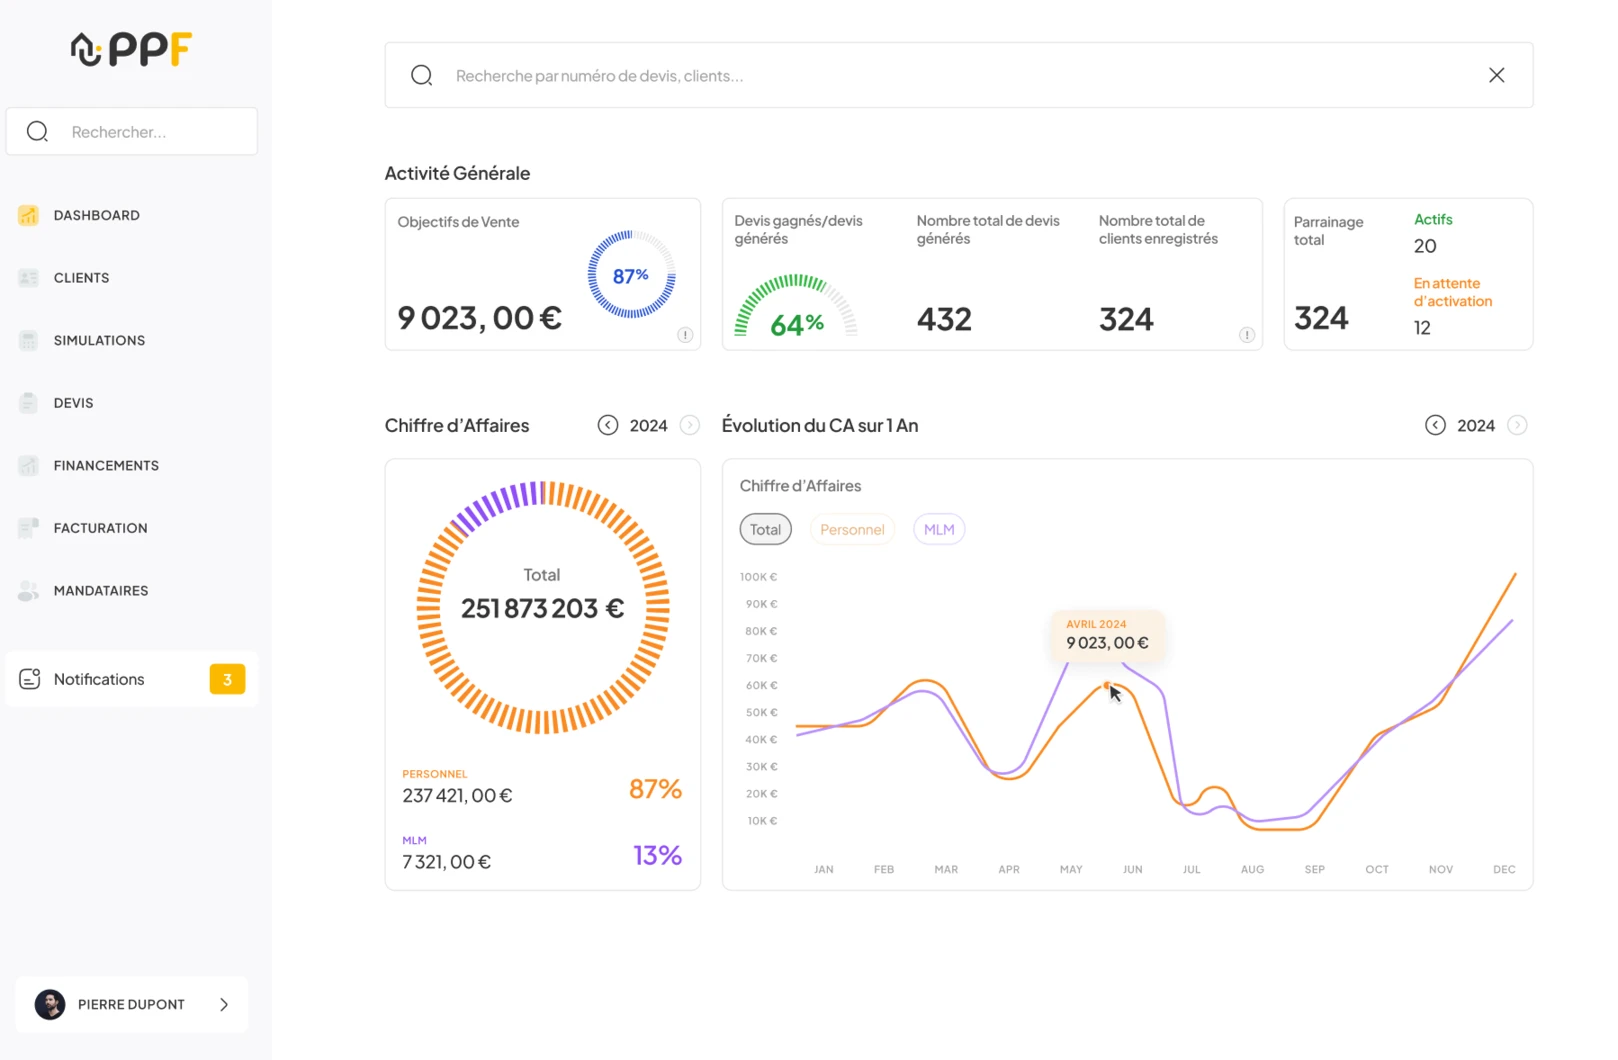 PPF
Rechercher...
DASHBOARD
CLIENTS
SIMULATIONS
DEVIS
FINANCEMENTS
FACTURATION
MANDATAIRES
Notifications 3
PIERRE DUPONT
Recherche par numéro de devis, clients...
Activité Générale
Objectifs de Vente
87%
9 023, 00 €
Devis gagnés/devis
générés
64%
Nombre total de devis
générés
432
Nombre total de
clients enregistrés
324
Parrainage
total
324
Actifs
20
En attente
d’activation
12
Chiffre d’Affaires
2024
Total
251 873 203 €
PERSONNEL
237 421, 00 €
87%
MLM
7 321, 00 €
13%
Évolution du CA sur 1 An
2024
Chiffre d’Affaires
Total Personnel MLM
100K €
90K €
80K €
70K €
60K €
50K €
40K €
30K €
20K €
10K €
AVRIL 2024
9 023, 00 €
JAN FEB MAR APR MAY JUN JUL AUG SEP OCT NOV DEC